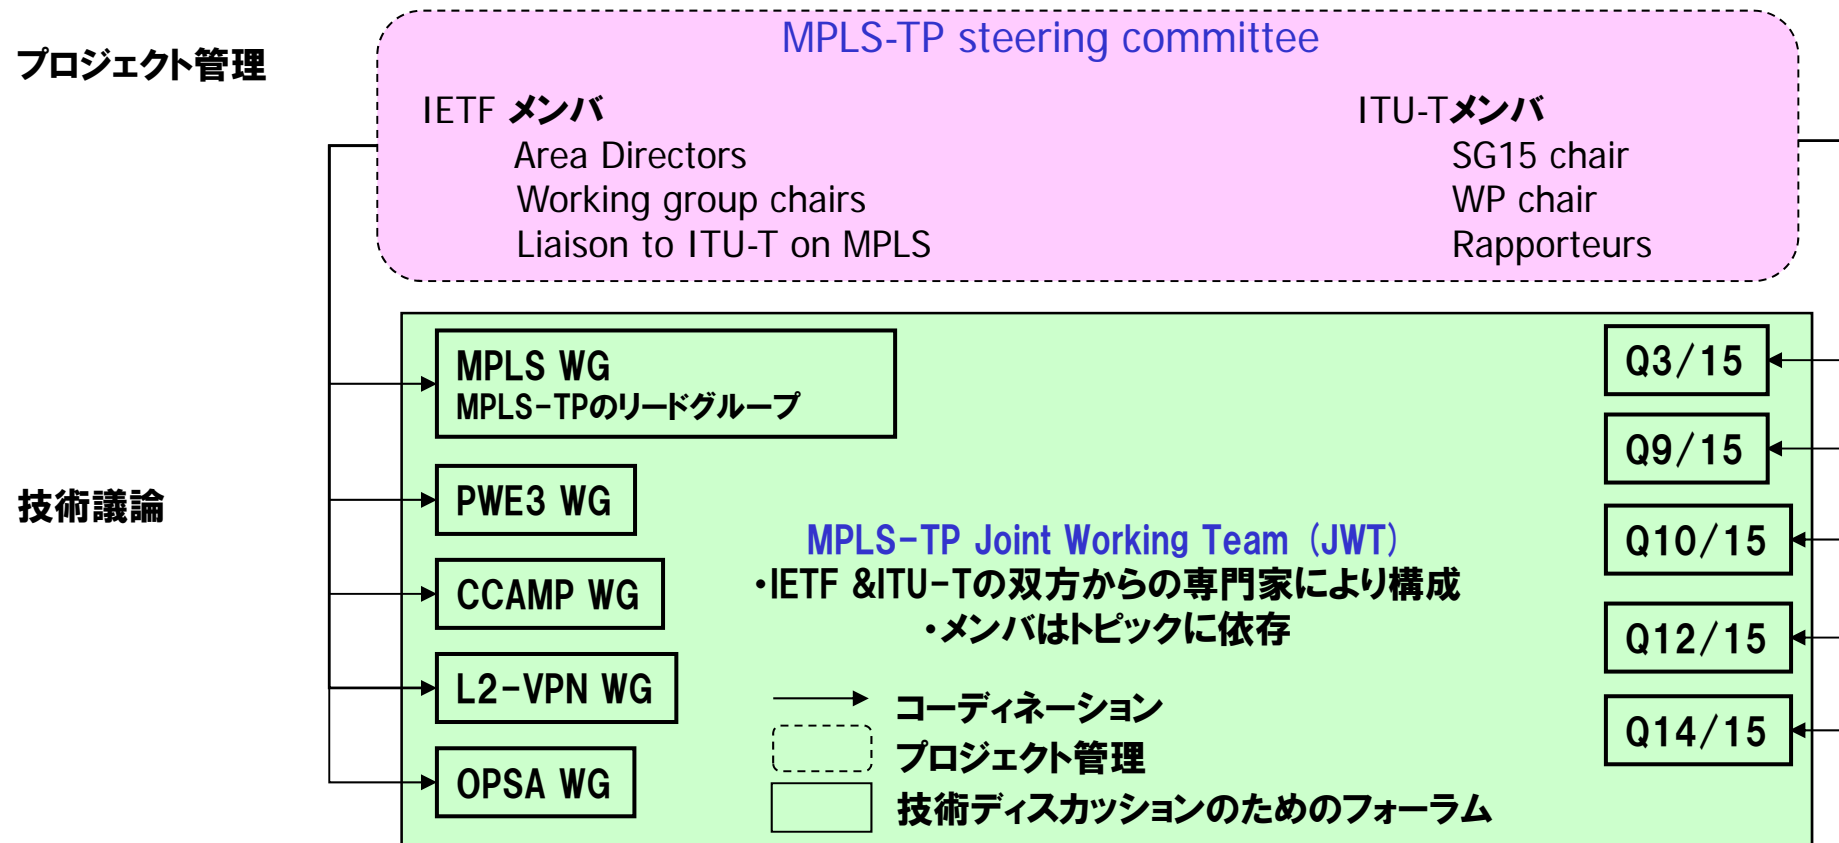 プロジェクト管理
MPLS-TP steering committee
IETF メンバ
Area Directors
Working group chairs
Liaison to ITU-T on MPLS
ITU-Tメンバ
SG15 chair
WP chair
Rapporteurs
技術議論
MPLS WG
MPLS-TPのリードグループ
PWE3 WG
CCAMP WG
L2-VPN WG
OPSA WG
MPLS-TP Joint Working Team (JWT)
・IETF &ITU-Tの双方からの専門家により構成
・メンバはトピックに依存
コーディネーション
プロジェクト管理
技術ディスカッションのためのフォーラム
Q3/15
Q9/15
Q10/15
Q12/15
Q14/15